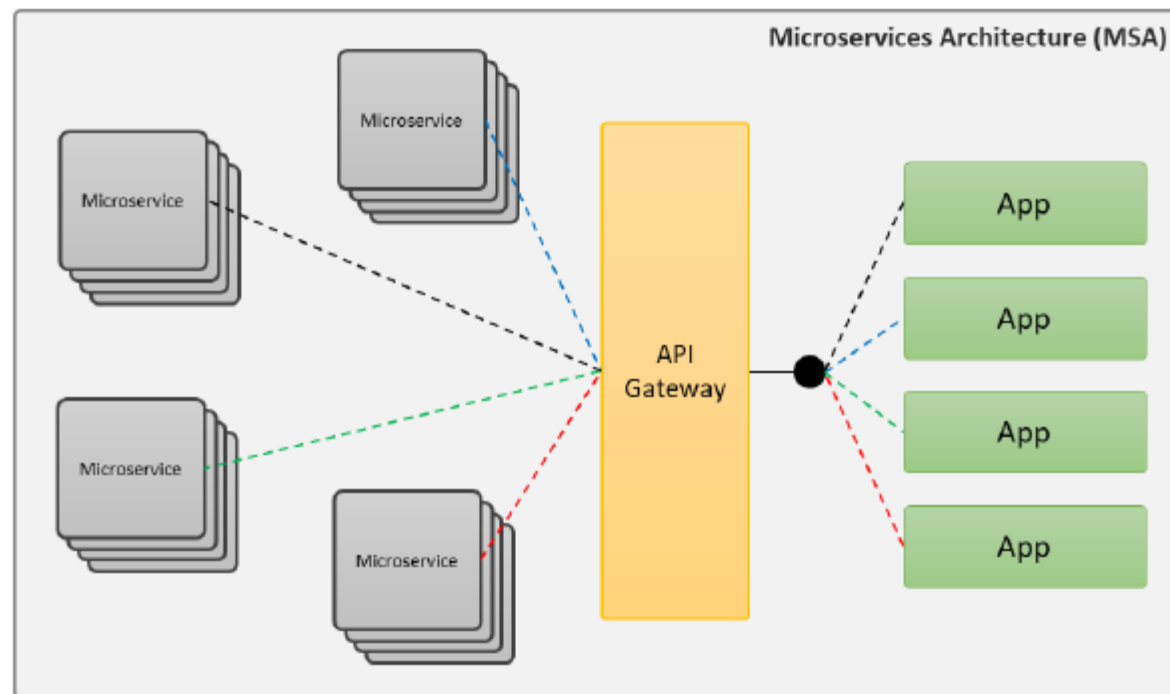 Microservices Architecture (MSA)
Microservice
Microservice
Microservice
Microservice
API
Gateway
App
App
App
App